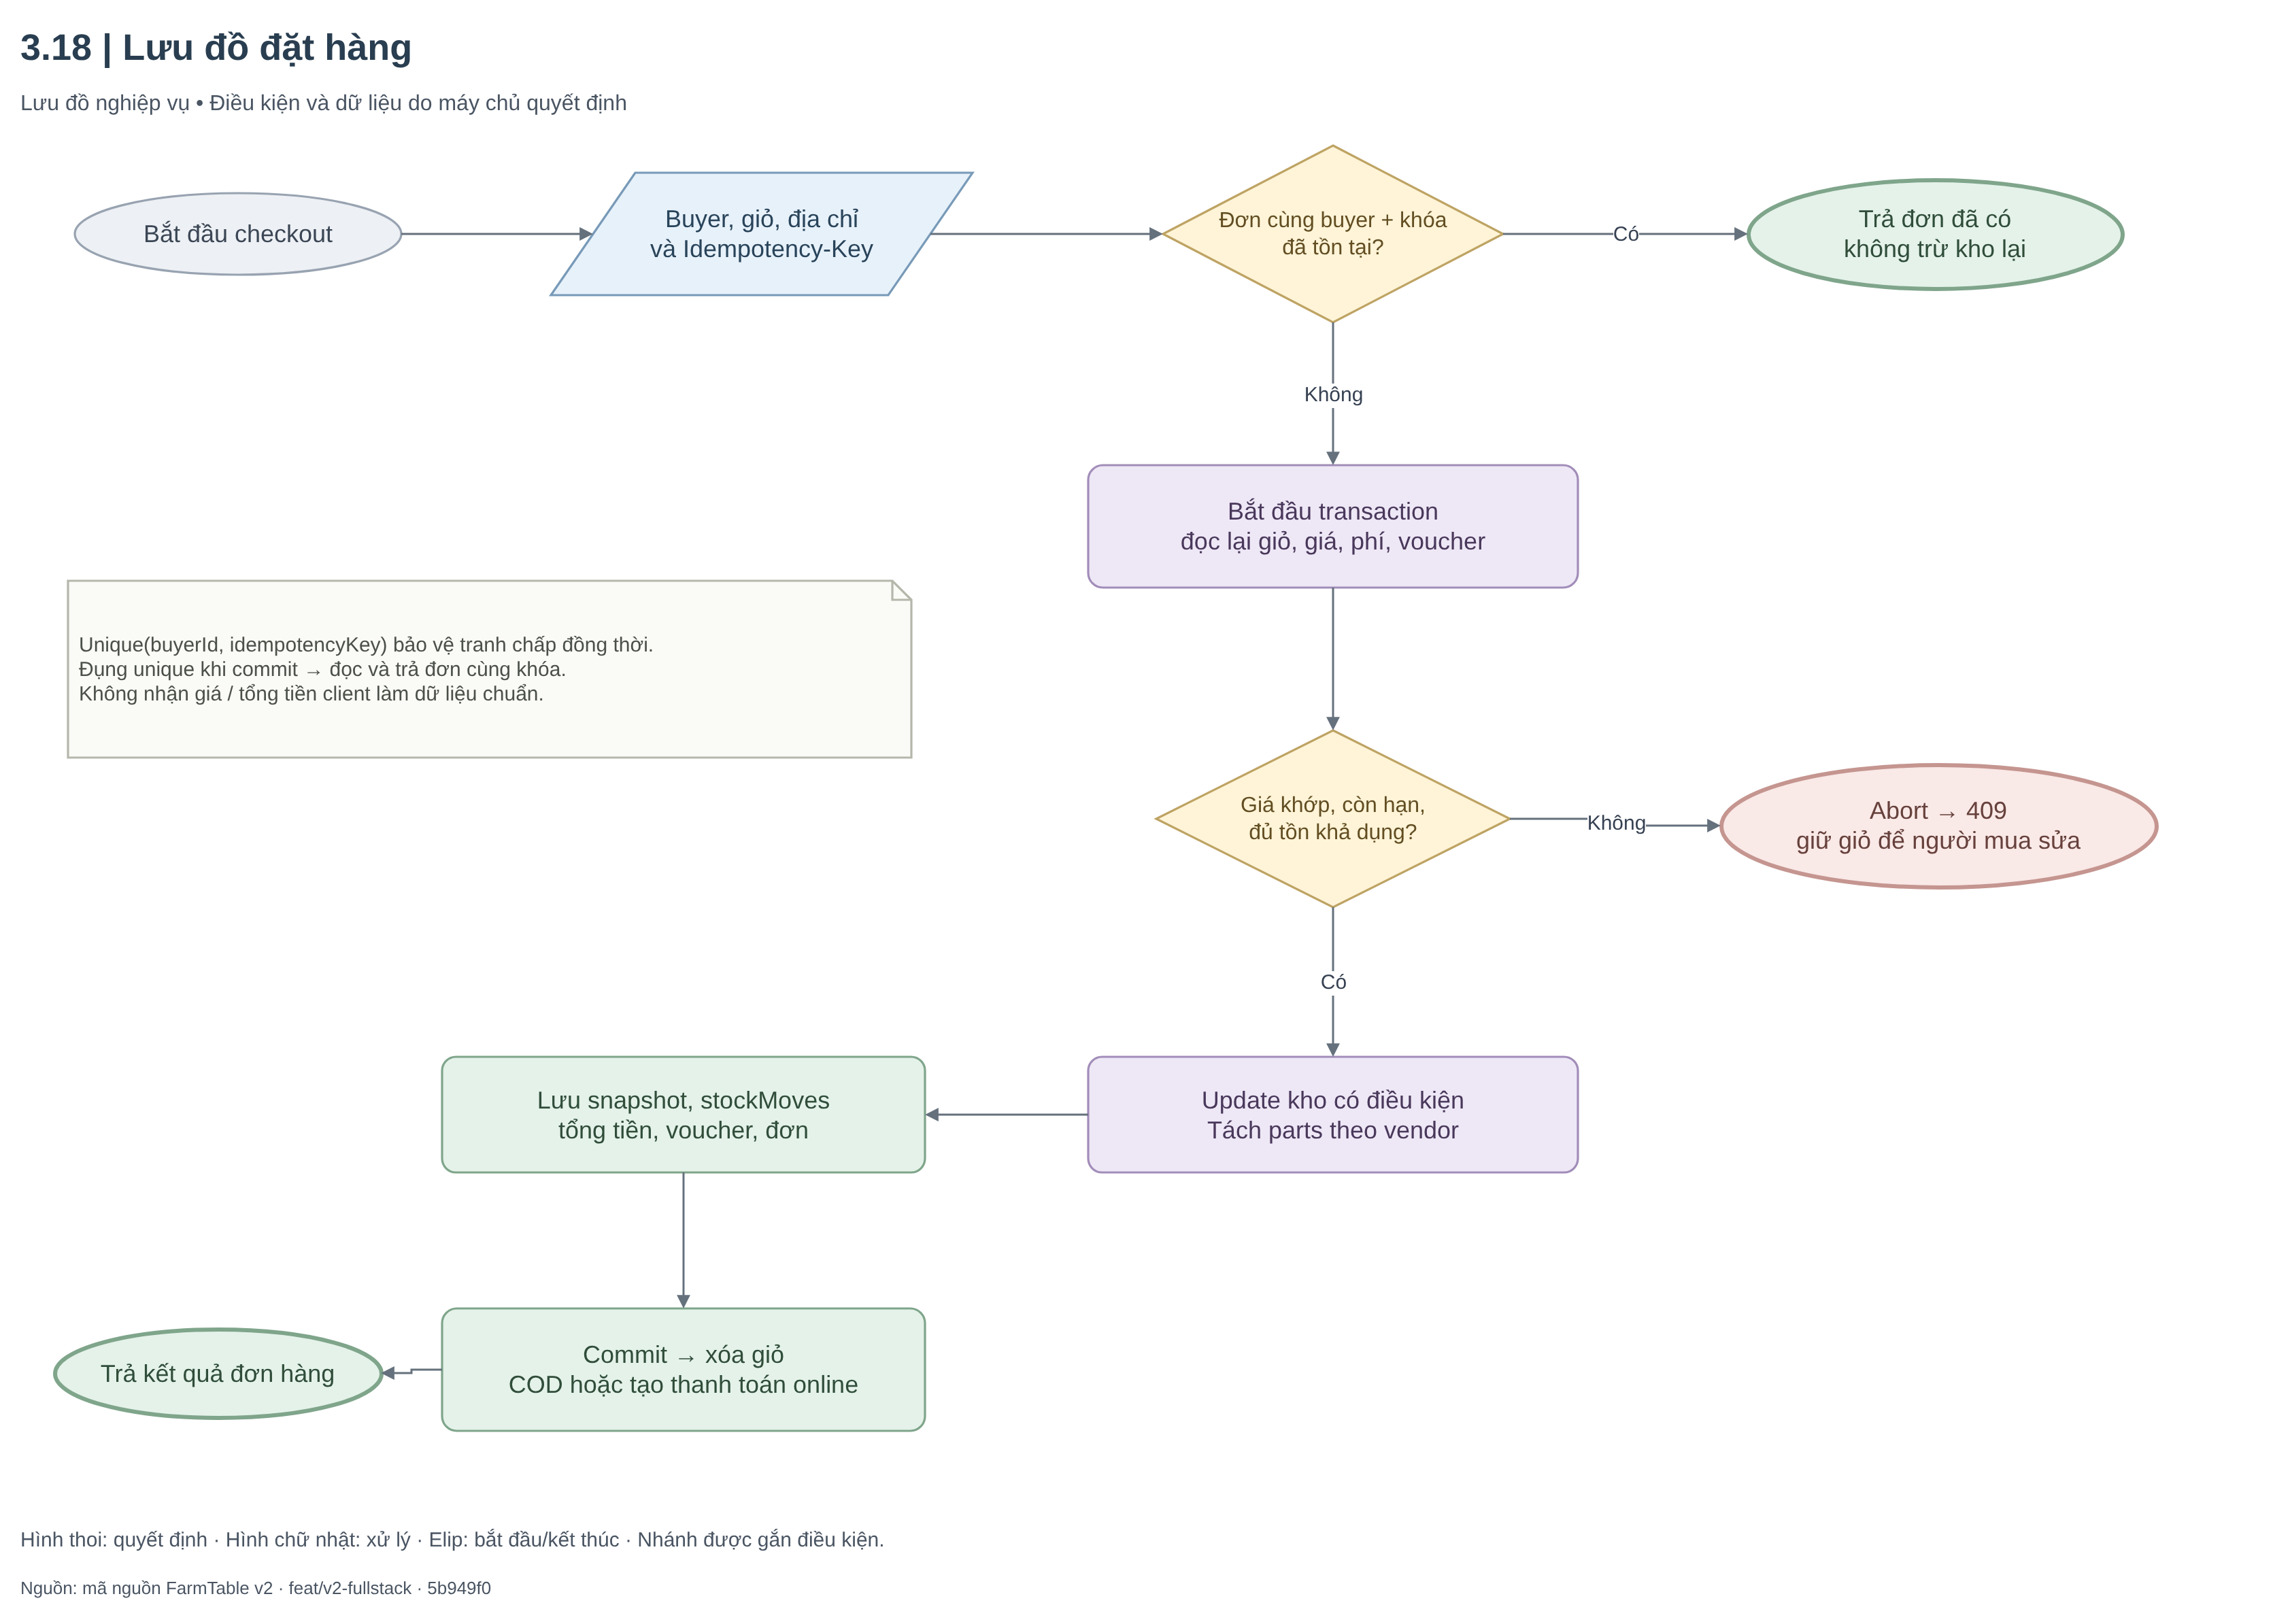 3.18 | Lưu đồ đặt hàng
Lưu đồ nghiệp vụ • Điều kiện và dữ liệu do máy chủ quyết định
Bắt đầu checkout
Buyer, giỏ, địa chỉ
và Idempotency-Key
Đơn cùng buyer + khóa
đã tồn tại?
Có
Trả đơn đã có
không trừ kho lại
Không
Bắt đầu transaction
đọc lại giỏ, giá, phí, voucher
Unique(buyerId, idempotencyKey) bảo vệ tranh chấp đồng thời.
Đụng unique khi commit → đọc và trả đơn cùng khóa.
Không nhận giá / tổng tiền client làm dữ liệu chuẩn.
Giá khớp, còn hạn,
đủ tồn khả dụng?
Không
Abort → 409
giữ giỏ để người mua sửa
Có
Lưu snapshot, stockMoves
tổng tiền, voucher, đơn
Update kho có điều kiện
Tách parts theo vendor
Trả kết quả đơn hàng
Commit → xóa giỏ
COD hoặc tạo thanh toán online
Hình thoi: quyết định · Hình chữ nhật: xử lý · Elip: bắt đầu/kết thúc · Nhánh được gắn điều kiện.
Nguồn: mã nguồn FarmTable v2 · feat/v2-fullstack · 5b949f0